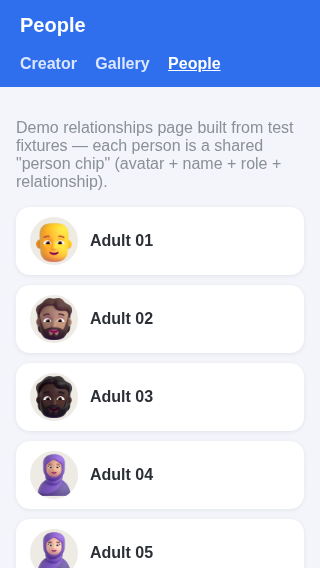 People
Creator Gallery People
Demo relationships page built from test
fixtures — each person is a shared
"person chip" (avatar + name + role +
relationship).
Adult 01
Adult 02
Adult 03
Adult 04
Adult 05